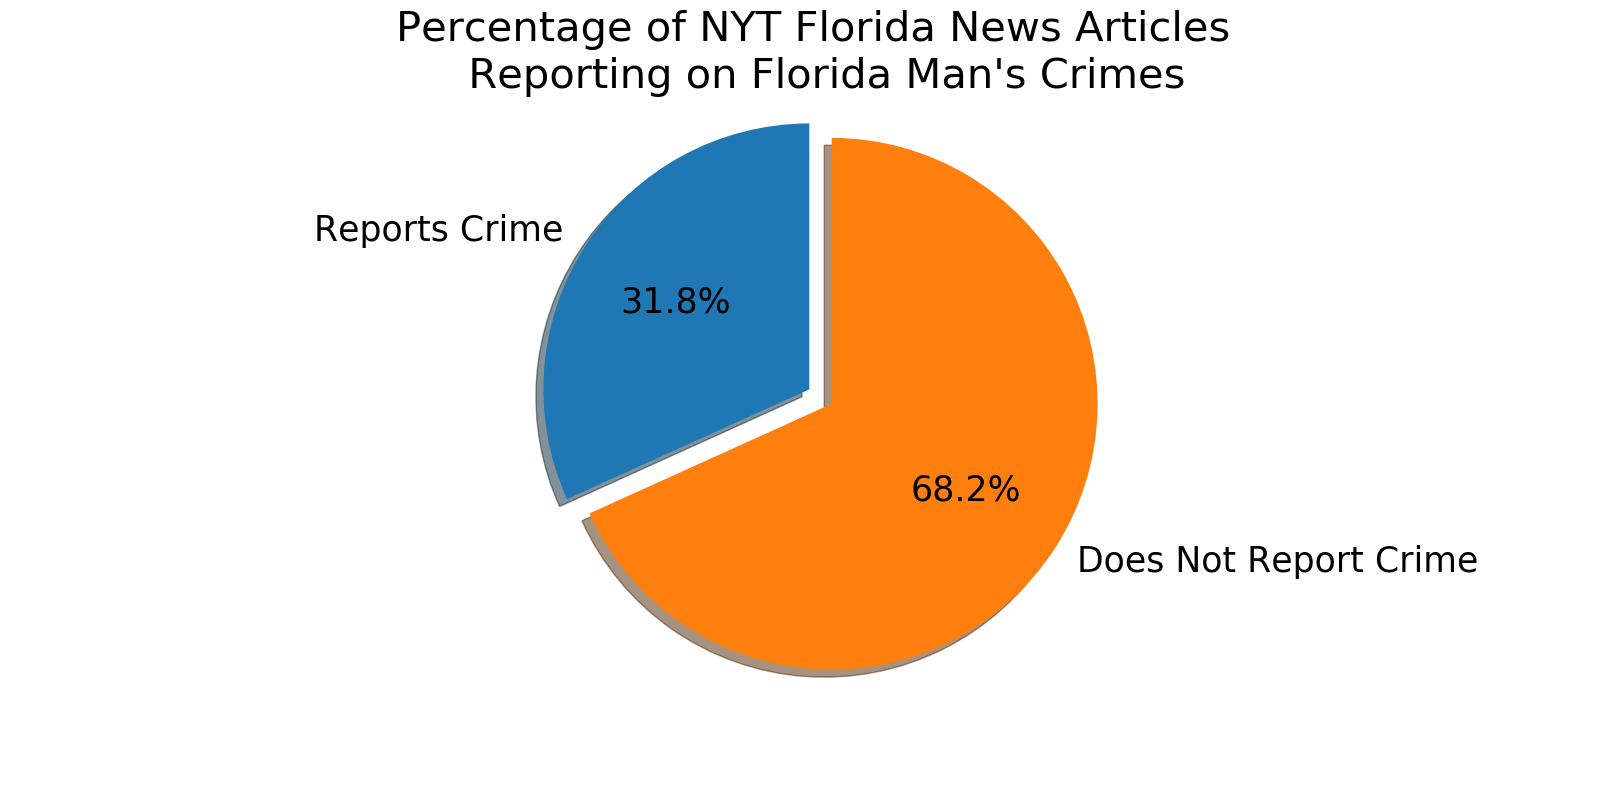 Percentage of NYT Florida News Articles
Reporting on Florida Man's Crimes
Reports Crime
31.8%
68.2%
Does Not Report Crime